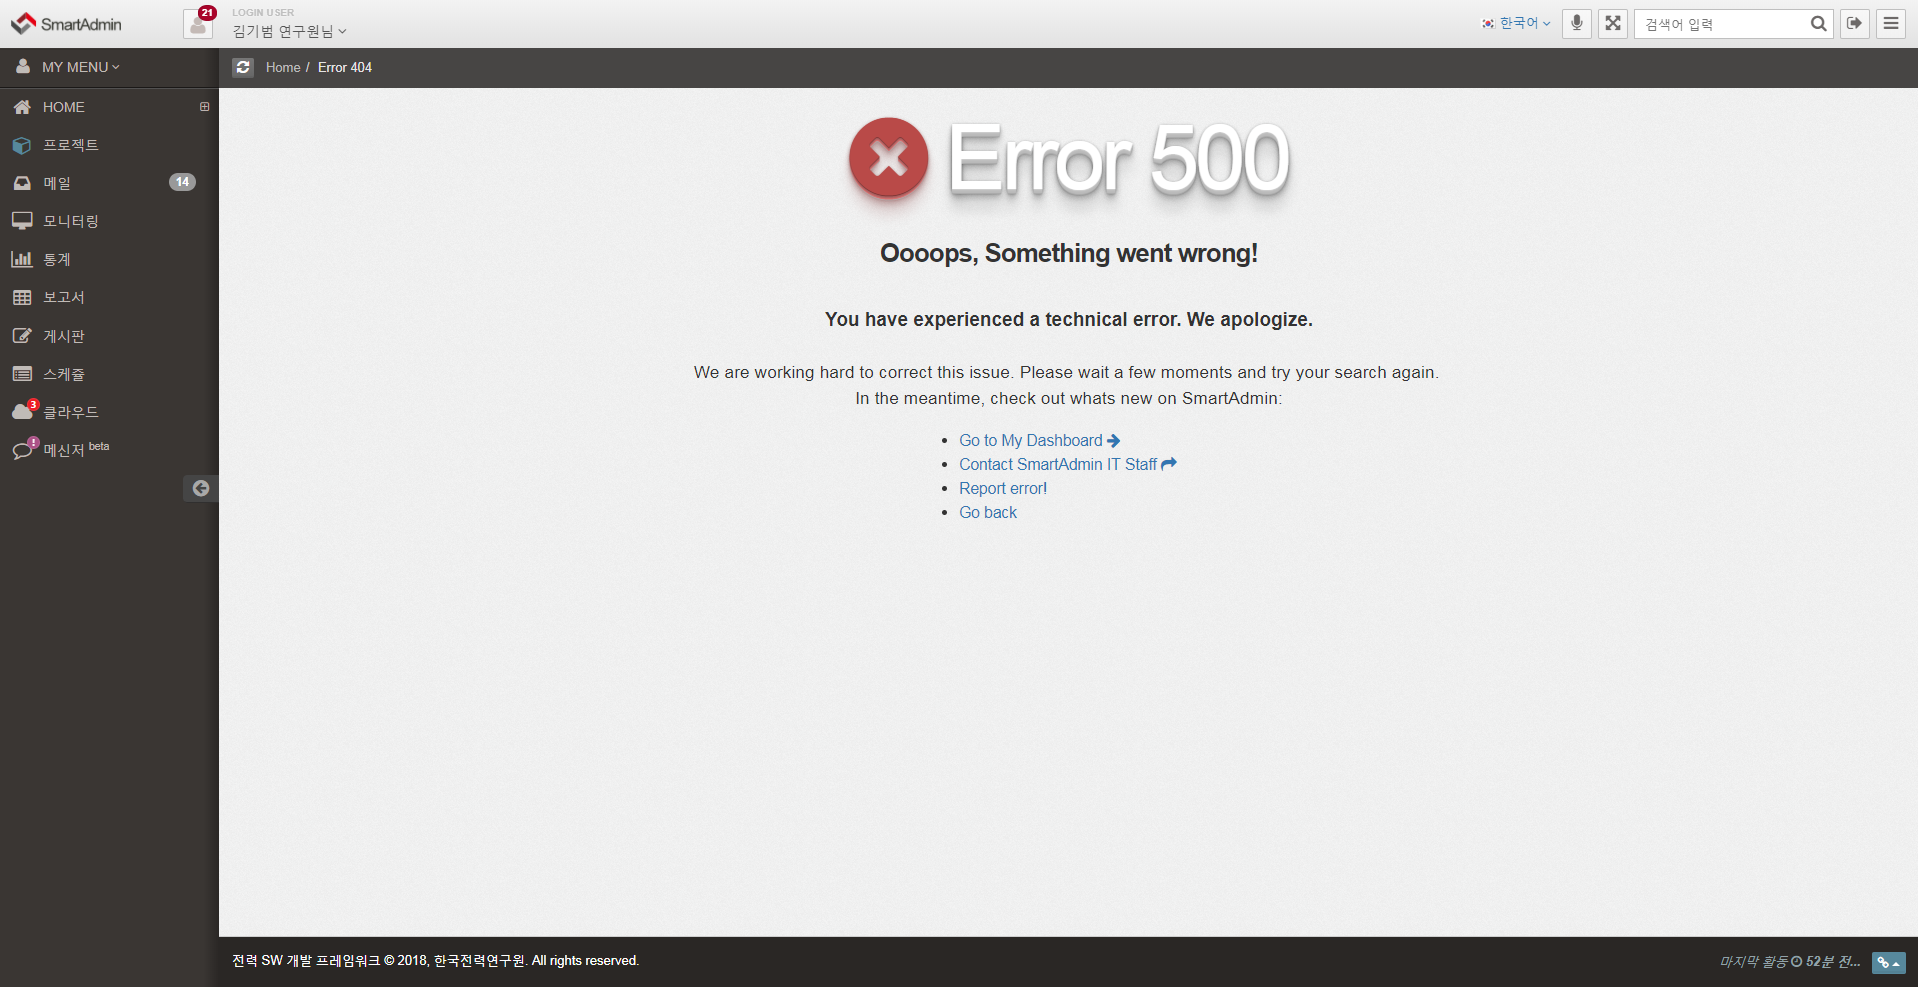 SmartAdmin
21
LOGIN USER
김기범 연구원님
한국어
검색어 입력
MY MENU
Home / Error 404
HOME
프로젝트
메일
14
모니터링
통계
보고서
게시판
스케쥴
3
클라우드
!
메신저 beta
Error 500
Oooops, Something went wrong!
You have experienced a technical error. We apologize.
We are working hard to correct this issue. Please wait a few moments and try your search again.
In the meantime, check out whats new on SmartAdmin:
• Go to My Dashboard
• Contact SmartAdmin IT Staff
• Report error!
• Go back
전력 SW 개발 프레임워크 © 2018, 한국전력연구원. All rights reserved.
마지막 활동 52분 전...